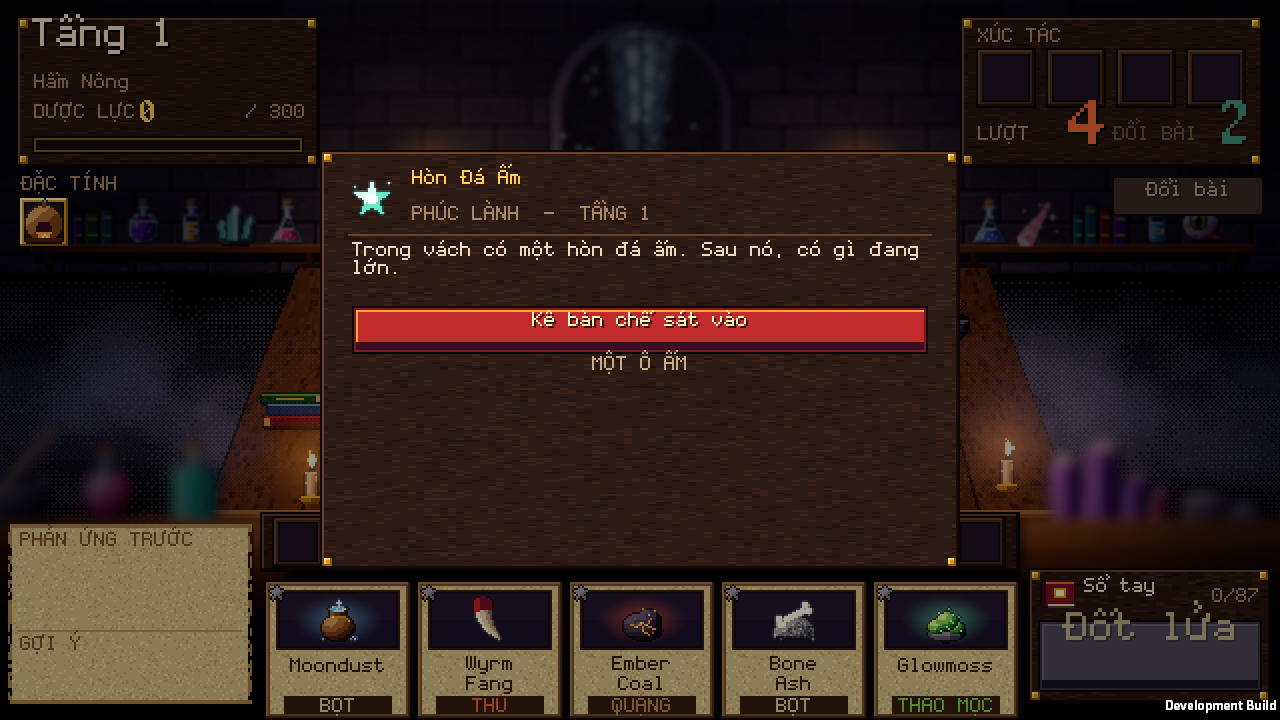 Tầng 1
Hầm Nông
DƯỢC LỰC 0 / 300
ĐẶC TÍNH
XÚC TÁC
LƯỢT 4 ĐỔI BÀI 2
Đổi bài
Hòn Đá Ấm
PHÚC LÀNH – TẦNG 1
Trong vách có một hòn đá ấm. Sau nó, có gì đang
lớn.
Kê bàn chế sát vào
MỘT Ô ẤM
PHẢN ỨNG TRƯỚC
GỢI Ý
Moondust
BỘT
Wyrm
Fang
THÚ
Ember
Coal
QUẶNG
Bone
Ash
BỘT
Glowmoss
THẢO MỘC
Sổ tay
0/87
Đốt lửa
Development Build